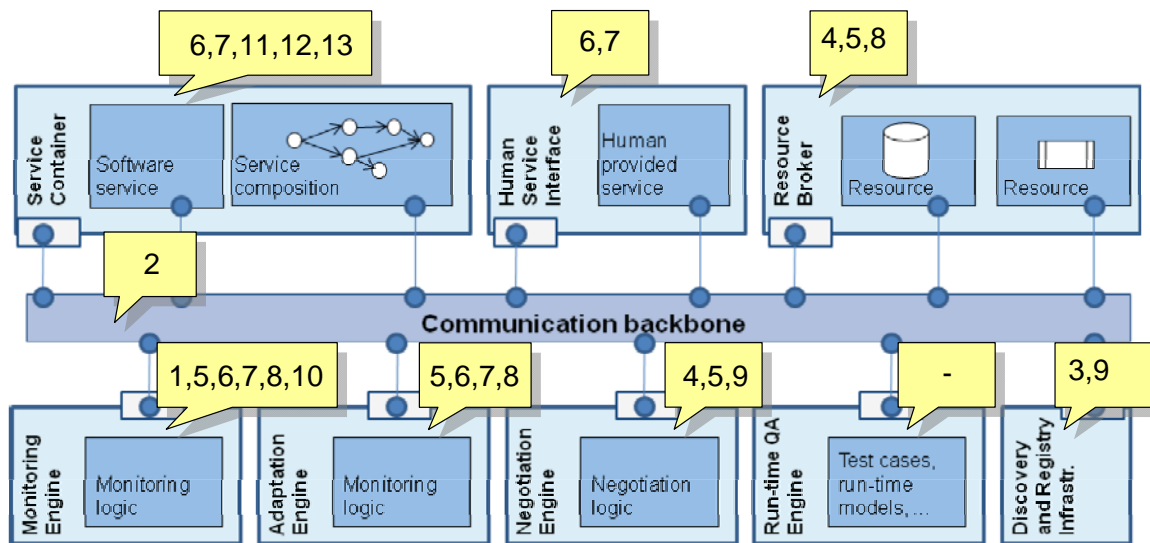 6,7,11,12,13
6,7
4,5,8
Service
Container
Software
service
Service
composition
Human
Service
Interface
Human
provided
service
Resource
Broker
Resource
Resource
2
Communication backbone
1,5,6,7,8,10
5,6,7,8
4,5,9
-
3,9
Monitoring
Engine
Monitoring
logic
Adaptation
Engine
Monitoring
logic
Negotiation
Engine
Negotiation
logic
Run-time QA
Engine
Test cases,
run-time
models, ...
Discovery
and Registry
Infrastr.